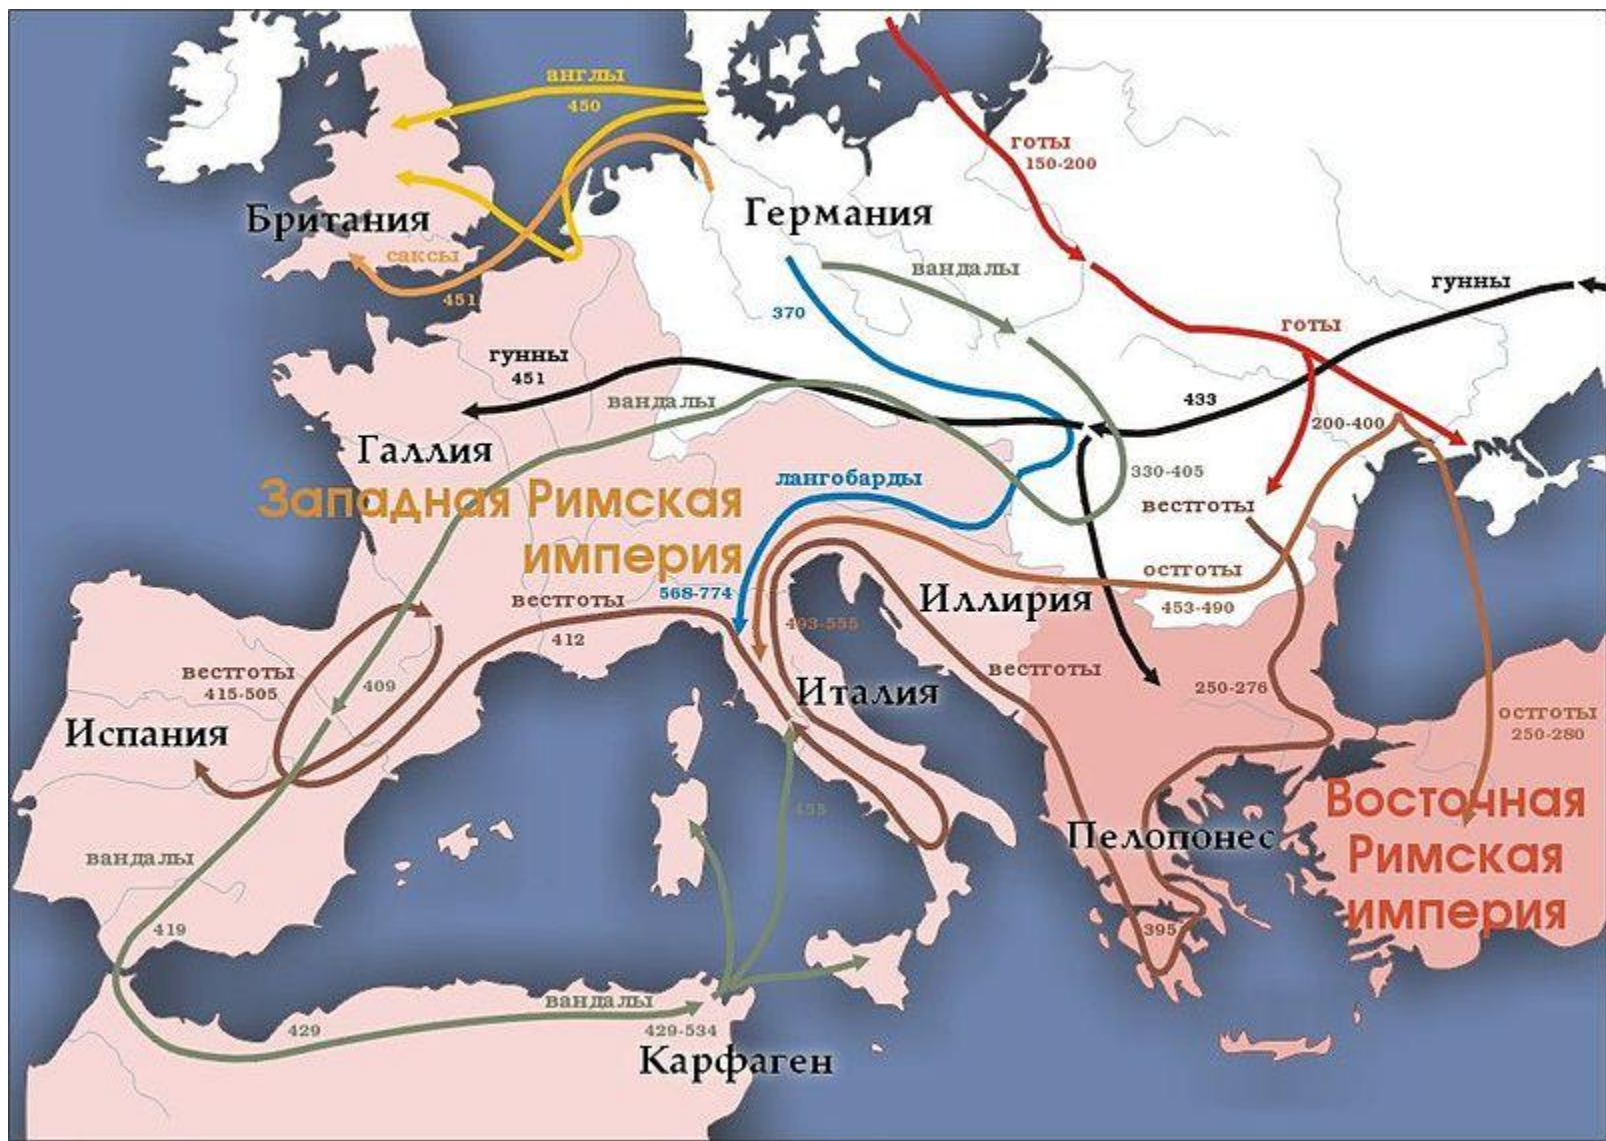 англы
450
готы
150-200
Британия
Германия
саксы
451
вандалы
370
гунны
готы
гунны
451
вандалы
433
200-400
Галлия
330-405
лангобарды
Западная Римская
империя
вестготы
остготы
453-490
568-774
вестготы
412
Иллирия
493-555
вестготы
415-505
409
вестготы
250-276
Италия
остготы
250-280
Испания
455
Восточная
Римская
империя
Пелопонес
вандалы
419
395
вандалы
429
429-534
Карфаген